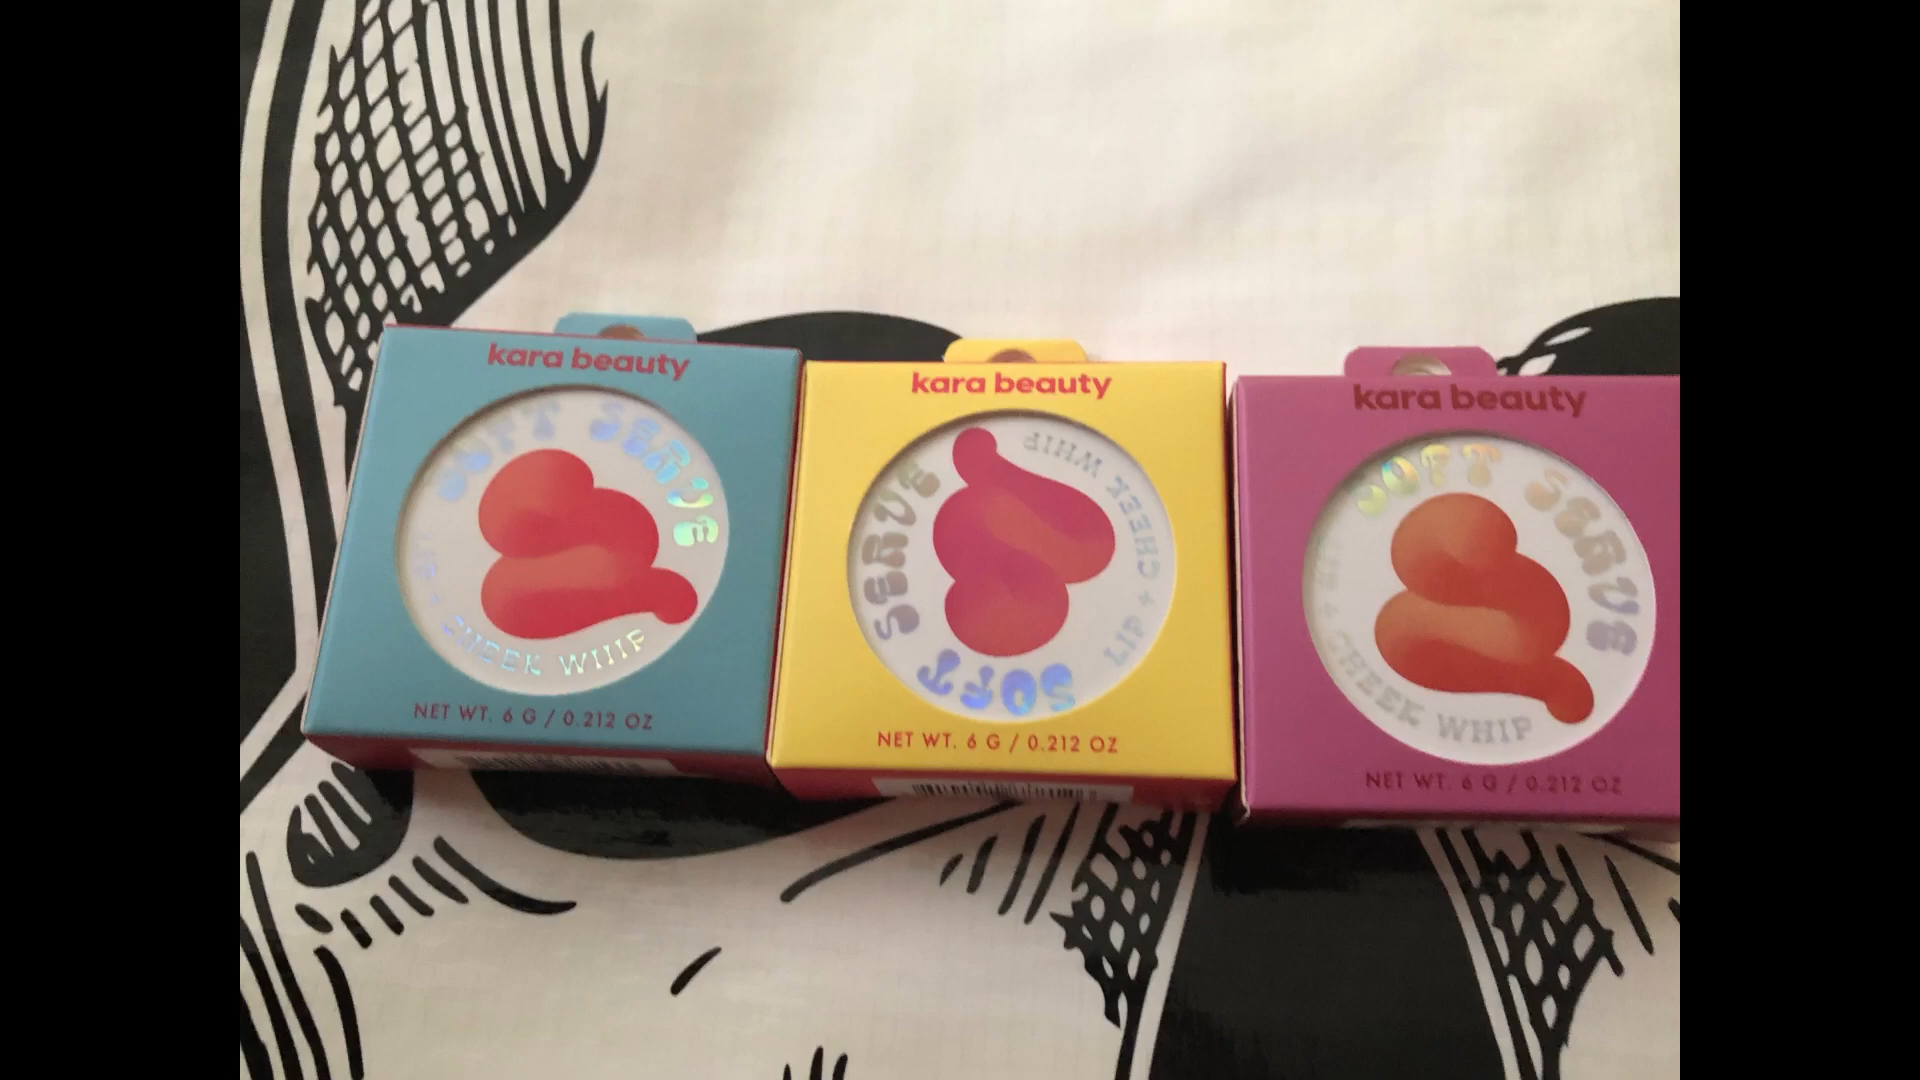 kara beauty
SOFT SERVE
LIP + CHEEK WHIP
NET WT. 6 G / 0.212 OZ
kara beauty
SOFT SERVE
LIP + CHEEK WHIP
NET WT. 6 G / 0.212 OZ
kara beauty
SOFT SERVE
LIP + CHEEK WHIP
NET WT. 6 G / 0.212 OZ